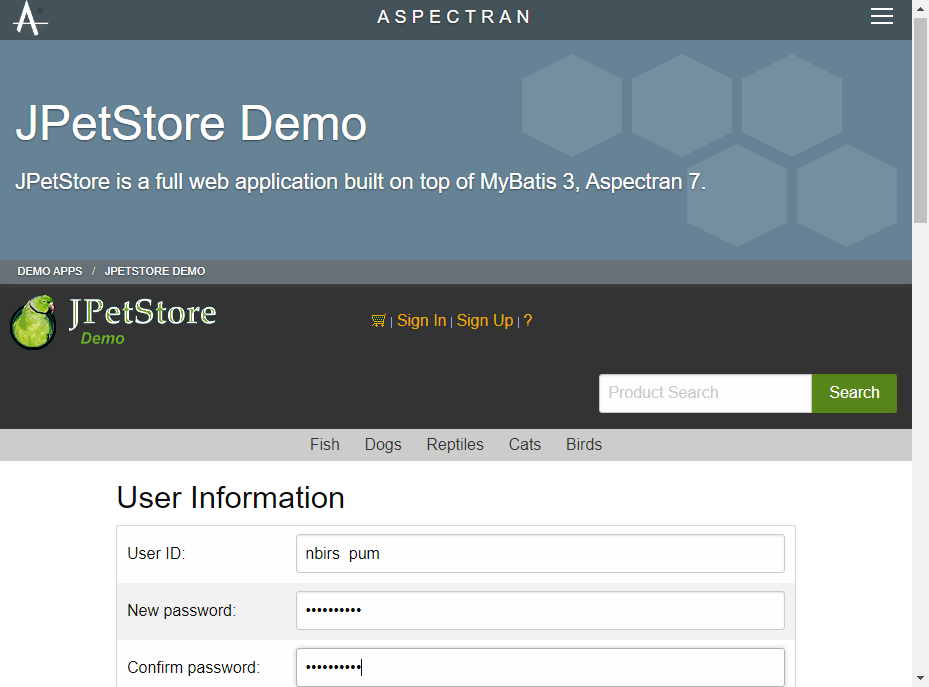 ASPECTRAN
JPetStore Demo
JPetStore is a full web application built on top of MyBatis 3, Aspectran 7.
DEMO APPS / JPETSTORE DEMO
JPetStore
Demo
| Sign In | Sign Up | ?
Product Search Search
Fish Dogs Reptiles Cats Birds
User Information
User ID: nbirs  pum
New password: ••••••••••
Confirm password: ••••••••••